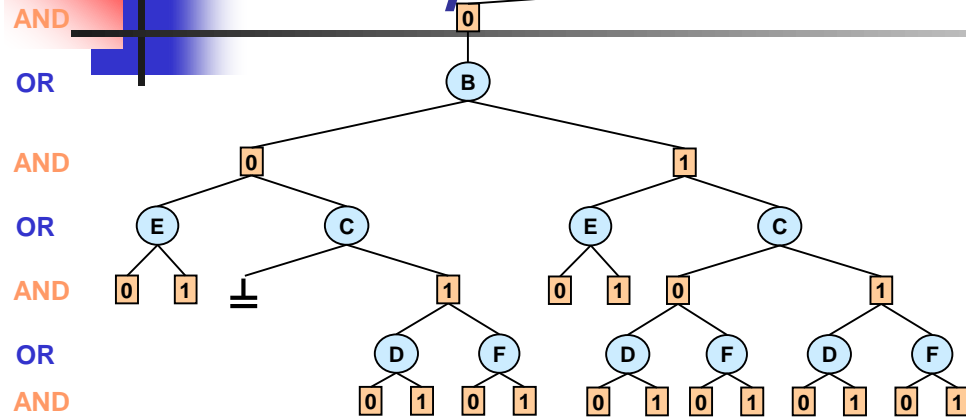 AND 0
OR B
AND 0 1
OR E C E C
AND 0 1 1 0 1 0 1
OR D F D F D F
AND 0 1 0 1 0 1 0 1 0 1 0 1